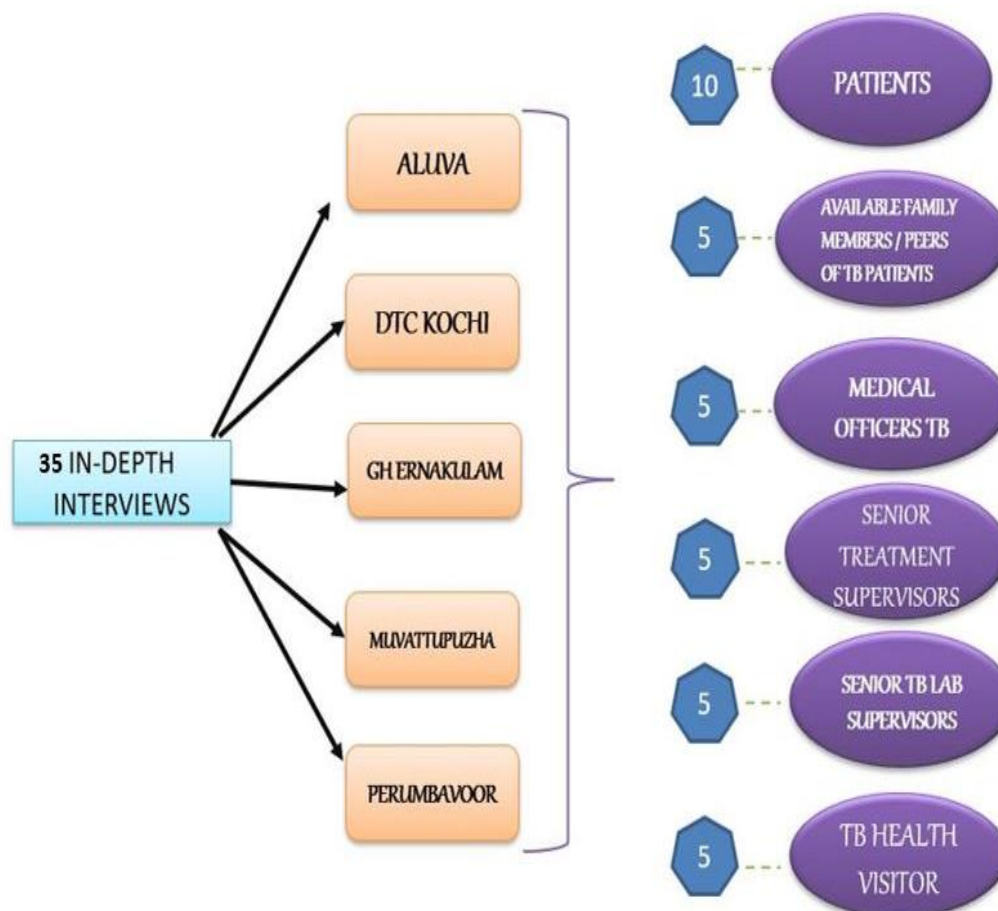 35 IN-DEPTH
INTERVIEWS
ALUVA
DTC KOCHI
GH ERNAKULAM
MUVATTUPUZHA
PERUMBAVOOR
10
PATIENTS
5
AVAILABLE FAMILY
MEMBERS / PEERS
OF TB PATIENTS
5
MEDICAL
OFFICERS TB
5
SENIOR
TREATMENT
SUPERVISORS
5
SENIOR TB LAB
SUPERVISORS
5
TB HEALTH
VISITOR